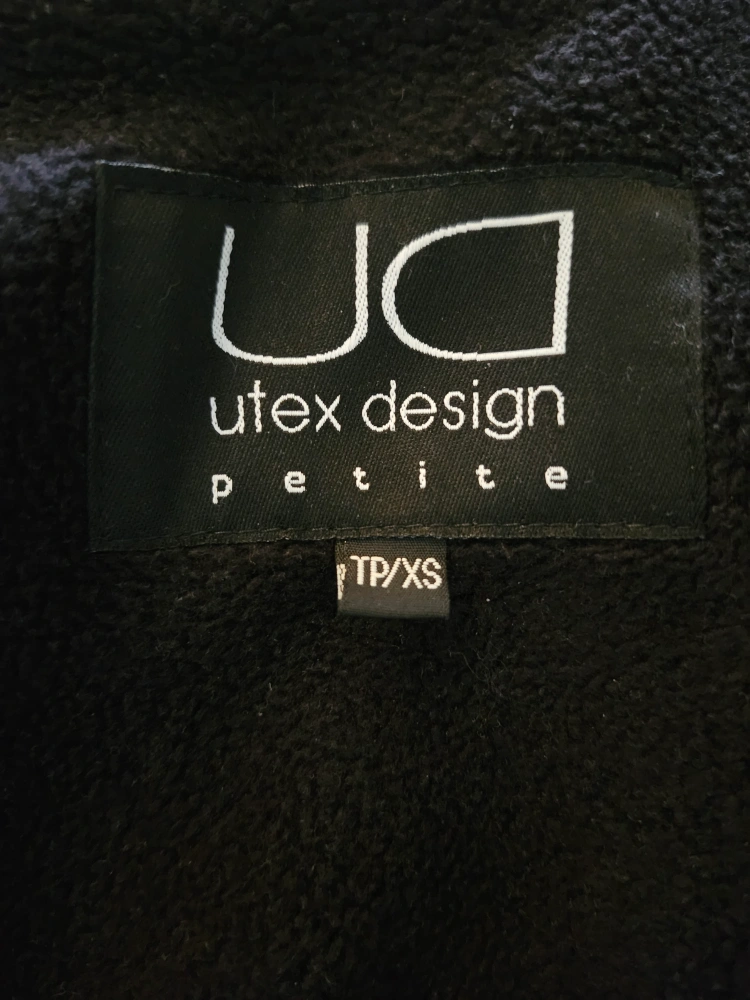 UD
utex design
petite
TP/XS